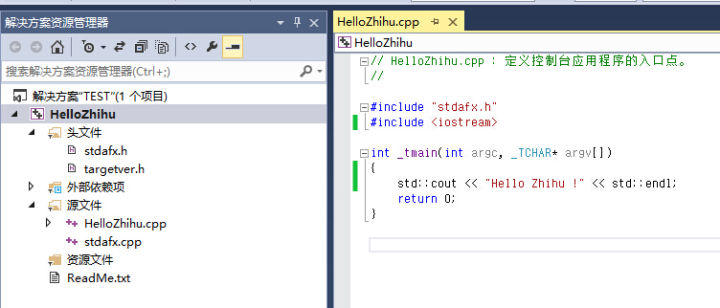 解决方案资源管理器
搜索解决方案资源管理器(Ctrl+;)
解决方案"TEST"(1 个项目)
HelloZhihu
头文件
stdafx.h
targetver.h
外部依赖项
源文件
HelloZhihu.cpp
stdafx.cpp
资源文件
ReadMe.txt
HelloZhihu.cpp
HelloZhihu
// HelloZhihu.cpp : 定义控制台应用程序的入口点。
//
#include "stdafx.h"
#include <iostream>
int _tmain(int argc, _TCHAR* argv[])
{
std::cout << "Hello Zhihu !" << std::endl;
return 0;
}